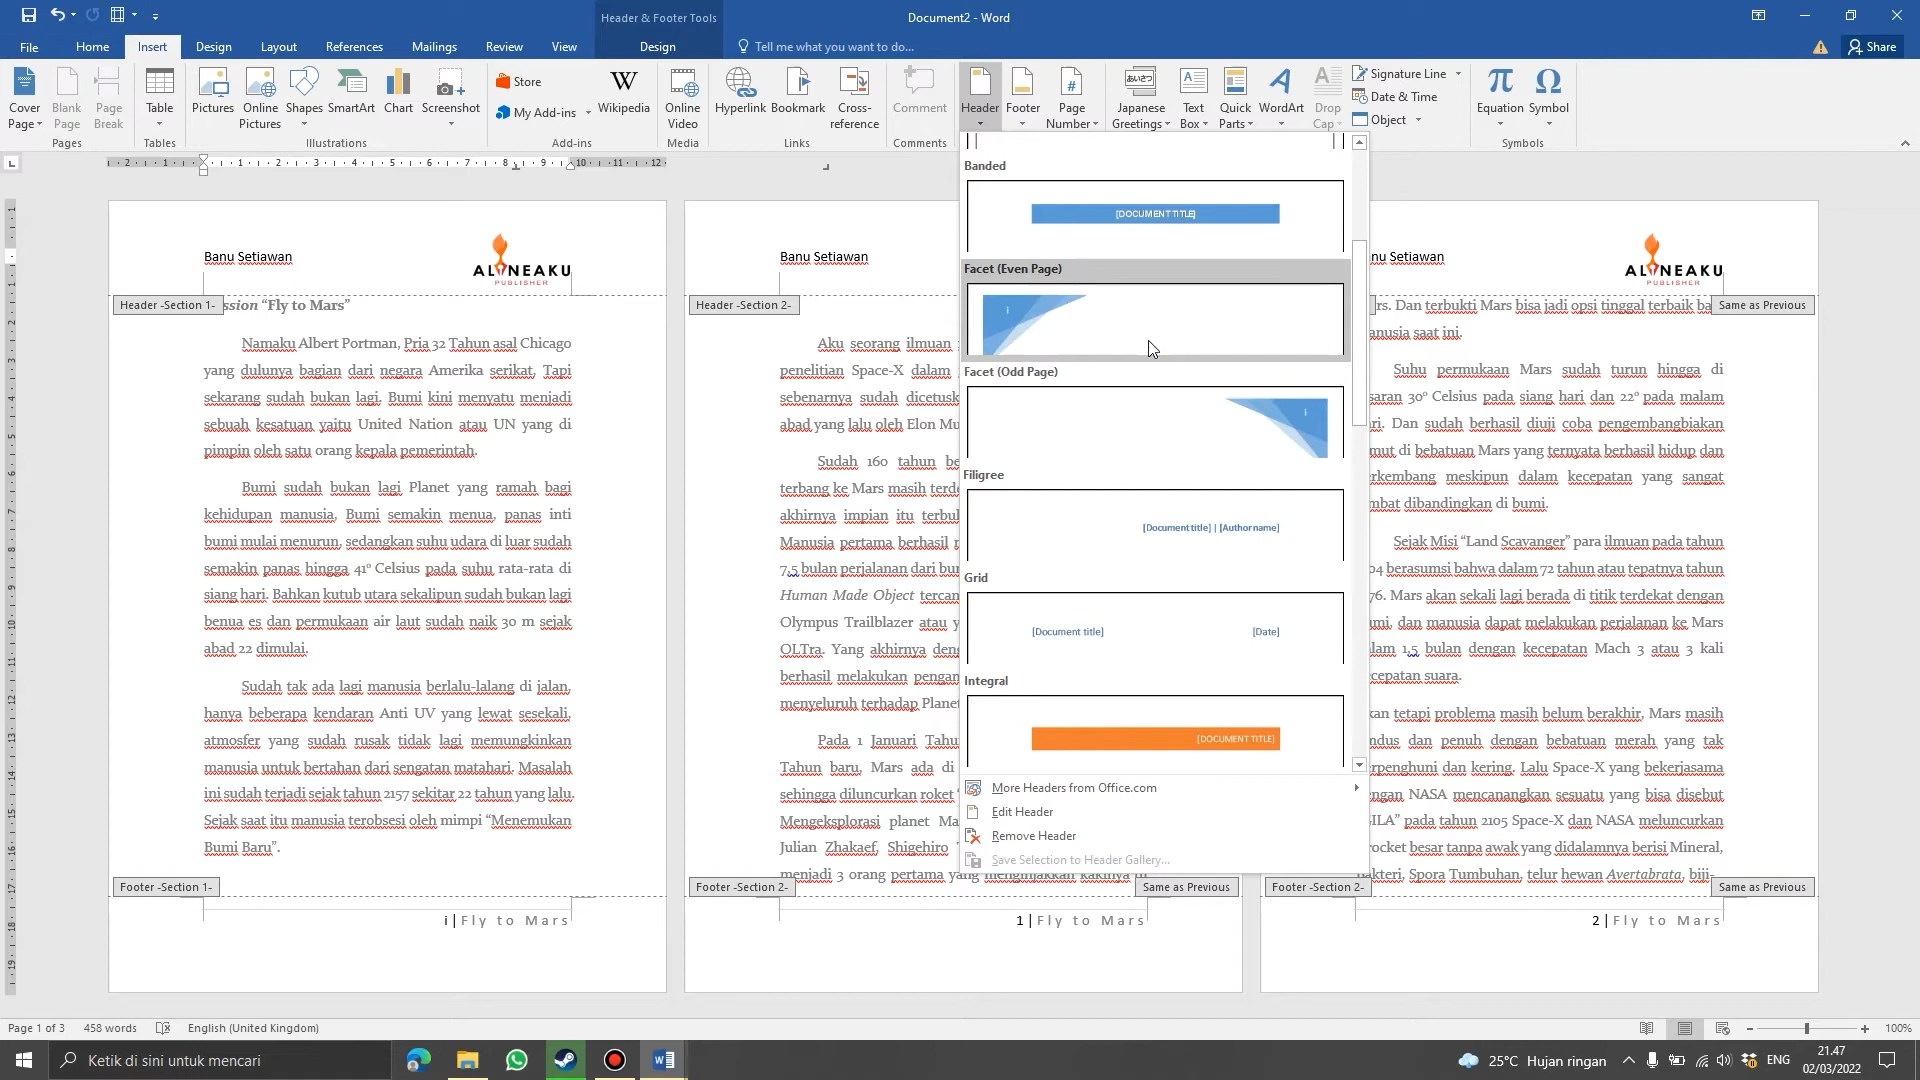 Header & Footer Tools
Document2 - Word
File
Home
Insert
Design
Layout
References
Mailings
Review
View
Design
Tell me what you want to do...
Share
Cover Page
Blank Page
Page Break
Pages
Table
Tables
Pictures
Online Pictures
Shapes
SmartArt
Chart
Screenshot
Illustrations
Store
My Add-ins
Wikipedia
Add-ins
Online Video
Media
Hyperlink
Bookmark
Cross-reference
Links
Comment
Comments
Header
Footer
Page Number
Japanese Greetings
Text Box
Quick Parts
WordArt
Drop Cap
Signature Line
Date & Time
Object
Equation
Symbol
Symbols
Banu Setiawan
ALINEAKU
PUBLISHER
Header -Section 1-
ssion “Fly to Mars”
Namaku Albert Portman, Pria 32 Tahun asal Chicago
yang dulunya bagian dari negara Amerika serikat, Tapi
sekarang sudah bukan lagi. Bumi kini menyatu menjadi
sebuah kesatuan yaitu United Nation atau UN yang di
pimpin oleh satu orang kepala pemerintah.
Bumi sudah bukan lagi Planet yang ramah bagi
kehidupan manusia, Bumi semakin menua, panas inti
bumi mulai menurun, sedangkan suhu udara di luar sudah
semakin panas hingga 41° Celsius pada suhu rata-rata di
siang hari. Bahkan kutub utara sekalipun sudah bukan lagi
benua es dan permukaan air laut sudah naik 30 m sejak
abad 22 dimulai.
Sudah tak ada lagi manusia berlalu-lalang di jalan,
hanya beberapa kendaran Anti UV yang lewat sesekali,
atmosfer yang sudah rusak tidak lagi memungkinkan
manusia untuk bertahan dari sengatan matahari. Masalah
ini sudah terjadi sejak tahun 2157 sekitar 22 tahun yang lalu.
Sejak saat itu manusia terobsesi oleh mimpi “Menemukan
Bumi Baru”.
Footer -Section 1-
i | Fly to Mars
Banu Setiawan
Header -Section 2-
Aku seorang ilmuan
penelitian Space-X dalam
sebenarnya sudah dicetusk
abad yang lalu oleh Elon Mu
Sudah 160 tahun be
terbang ke Mars masih terde
akhirnya impian itu terbul
Manusia pertama berhasil
7,5 bulan perjalanan dari bur
Human Made Object tercan
Olympus Trailblazer atau y
OLTra. Yang akhirnya deng
berhasil melakukan pengan
menyeluruh terhadap Planet
Pada 1 Januari Tahu
Tahun baru, Mars ada di
sehingga diluncurkan roket “
Mengeksplorasi planet Ma
Julian Zhakaef, Shigehiro
menjadi 3 orang pertama yang menginjakkan kakinya di
Footer -Section 2-
Same as Previous
1 | Fly to Mars
Banded
[DOCUMENT TITLE]
Facet (Even Page)
i
Facet (Odd Page)
i
Filigree
[Document title] | [Author name]
Grid
[Document title]
[Date]
Integral
[DOCUMENT TITLE]
More Headers from Office.com
Edit Header
Remove Header
Save Selection to Header Gallery...
nu Setiawan
ALINEAKU
PUBLISHER
Same as Previous
rs. Dan terbukti Mars bisa jadi opsi tinggal terbaik ba
anusia saat ini.
Suhu permukaan Mars sudah turun hingga di
saran 30° Celsius pada siang hari dan 22° pada malam
ri. Dan sudah berhasil diuji coba pengembangbiakan
mut di bebatuan Mars yang ternyata berhasil hidup dan
rkembang meskipun dalam kecepatan yang sangat
mbat dibandingkan di bumi.
Sejak Misi “Land Scavanger” para ilmuan pada tahun
04 berasumsi bahwa dalam 72 tahun atau tepatnya tahun
76. Mars akan sekali lagi berada di titik terdekat dengan
umi, dan manusia dapat melakukan perjalanan ke Mars
lam 1,5 bulan dengan kecepatan Mach 3 atau 3 kali
cepatan suara.
kan tetapi problema masih belum berakhir, Mars masih
ndus dan penuh dengan bebatuan merah yang tak
rpenghuni dan kering. Lalu Space-X yang bekerjasama
ngan NASA mencanangkan sesuatu yang bisa disebut
ILA” pada tahun 2105 Space-X dan NASA meluncurkan
rocket besar tanpa awak yang didalamnya berisi Mineral,
akteri, Spora Tumbuhan, telur hewan Avertabrata, biji-
Footer -Section 2-
Same as Previous
2 | Fly to Mars
Page 1 of 3
458 words
English (United Kingdom)
100%
Ketik di sini untuk mencari
25°C Hujan ringan
ENG
21.47
02/03/2022